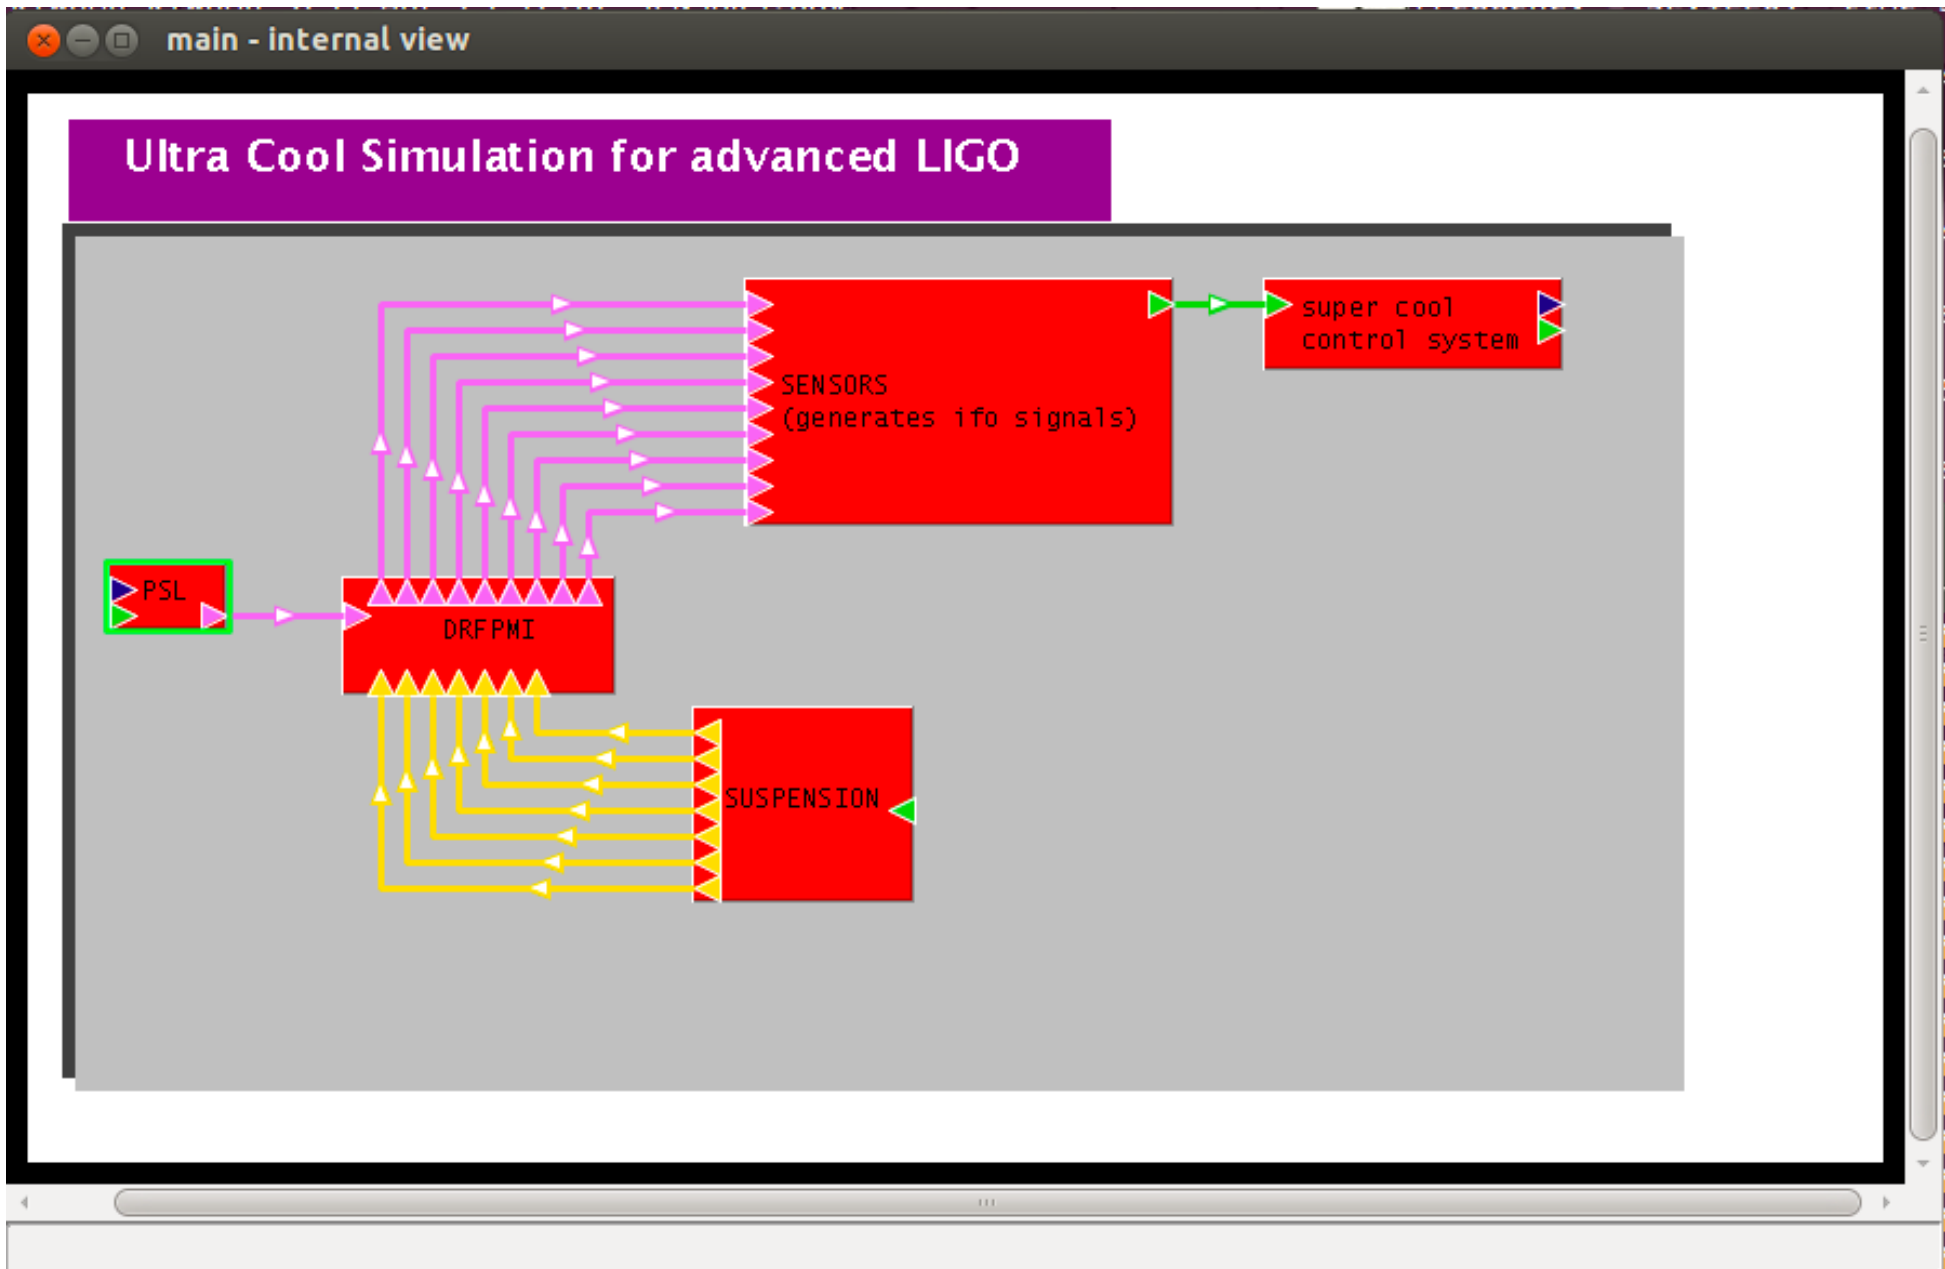 main - internal view
Ultra Cool Simulation for advanced LIGO
super cool
control system
SENSORS
(generates ifo signals)
PSL
DRFPMI
SUSPENSION